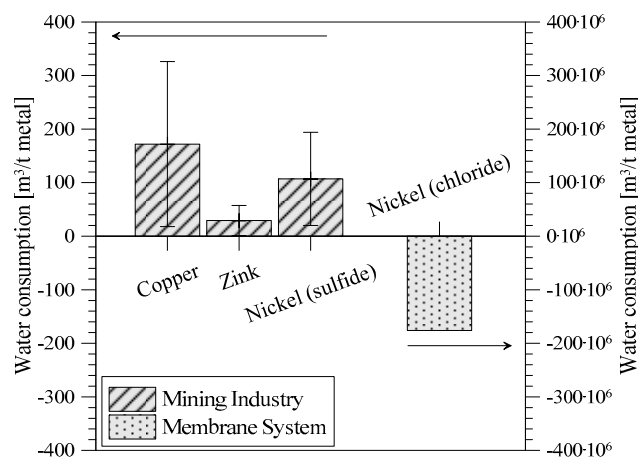 400
300
200
100
0
-100
-200
-300
-400
Water consumption [m³/t metal]
400·10⁶
300·10⁶
200·10⁶
100·10⁶
0·10⁶
-100·10⁶
-200·10⁶
-300·10⁶
-400·10⁶
Water consumption [m³/t metal]
Copper
Zink
Nickel (sulfide)
Nickel (chloride)
Mining Industry
Membrane System